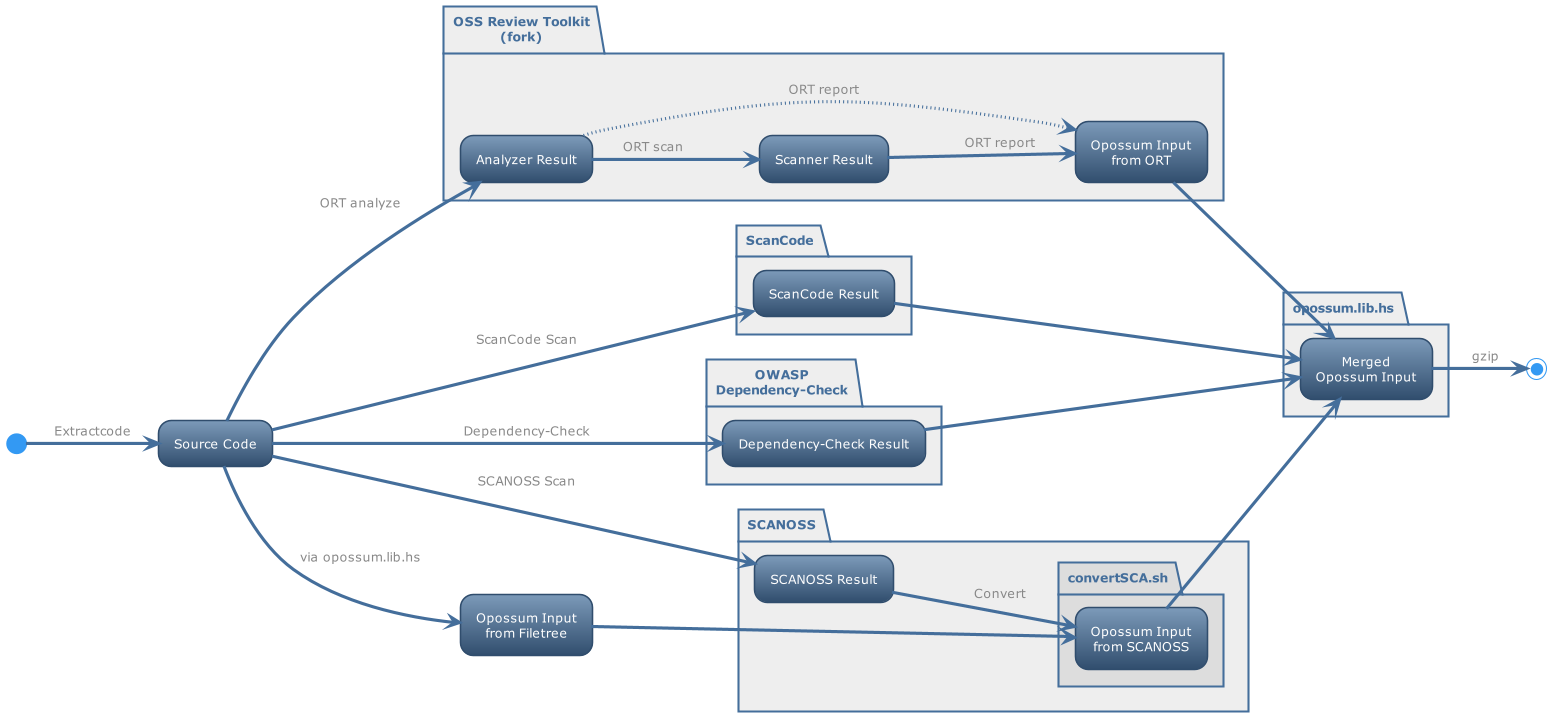 OSS Review Toolkit
(fork)
ORT report
ORT scan
ORT report
Analyzer Result
Scanner Result
Opossum Input
from ORT
ORT analyze
ScanCode
ScanCode Result
ScanCode Scan
opossum.lib.hs
Merged
Opossum Input
gzip
OWASP
Dependency-Check
Extractcode
Source Code
Dependency-Check
Dependency-Check Result
SCANOSS Scan
SCANOSS
via opossum.lib.hs
SCANOSS Result
Convert
convertSCA.sh
Opossum Input
from Filetree
Opossum Input
from SCANOSS